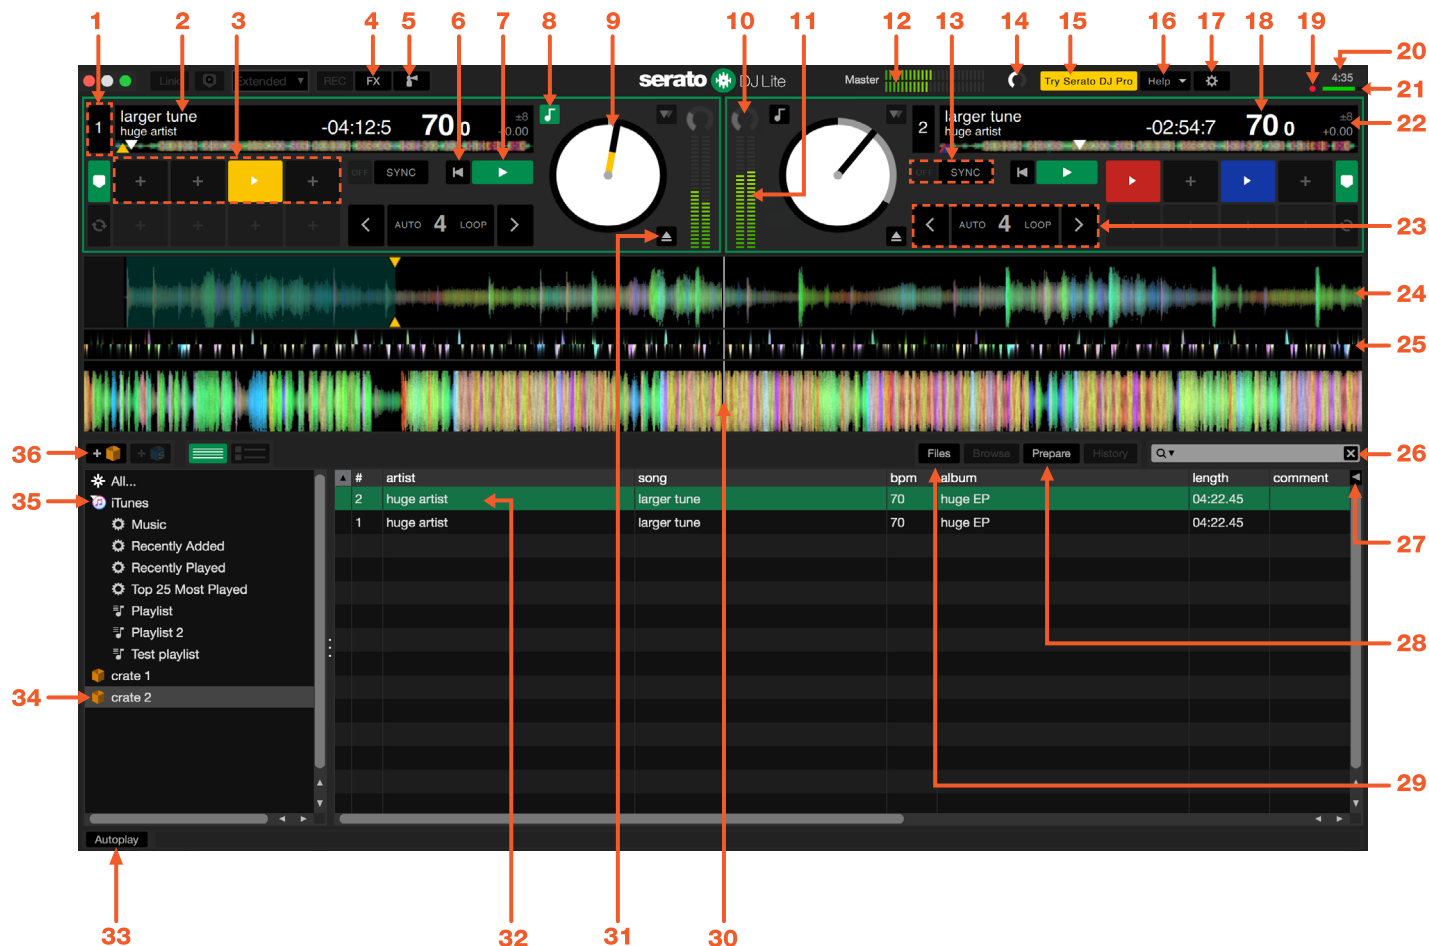 1 2 3 4 5 6 7 8 9 10 11 12 13 14 15 16 17 18 19 20
Link Extended ▼ REC FX serato DJ Lite Master Try Serato DJ Pro Help 4:35
21
1 larger tune -04:12:5 70 0 ±8
huge artist +0.00
2 larger tune -02:54:7 70 0 ±8
huge artist +0.00
22
OFF SYNC
OFF SYNC
AUTO 4 LOOP
AUTO 4 LOOP
23
24
25
36 Files Browse Prepare History 26
# artist song bpm album length comment
2 huge artist larger tune 70 huge EP 04:22.45
1 huge artist larger tune 70 huge EP 04:22.45
All...
35 iTunes
Music
Recently Added
Recently Played
Top 25 Most Played
Playlist
Playlist 2
Test playlist
crate 1
34 crate 2
27
28
29
Autoplay
33 32 31 30